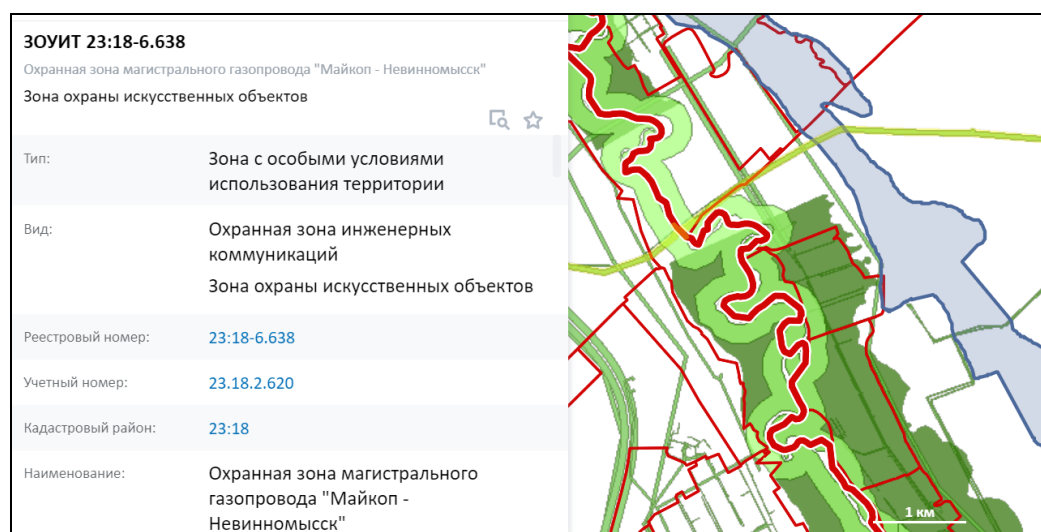 ЗОУИТ 23:18-6.638
Охранная зона магистрального газопровода "Майкоп - Невинномысск"
Зона охраны искусственных объектов
Тип:
Зона с особыми условиями
использования территории
Вид:
Охранная зона инженерных
коммуникаций
Зона охраны искусственных объектов
Реестровый номер:
23:18-6.638
Учетный номер:
23.18.2.620
Кадастровый район:
23:18
Наименование:
Охранная зона магистрального
газопровода "Майкоп -
Невинномысск"
1 км